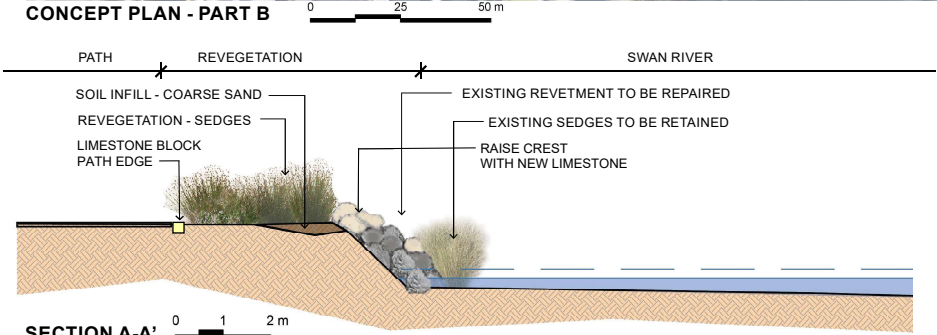 CONCEPT PLAN - PART B
0 25 50 m
PATH REVEGETATION SWAN RIVER
SOIL INFILL - COARSE SAND
REVEGETATION - SEDGES
LIMESTONE BLOCK
PATH EDGE
EXISTING REVETMENT TO BE REPAIRED
EXISTING SEDGES TO BE RETAINED
RAISE CREST
WITH NEW LIMESTONE
SECTION A-A'
0 1 2 m